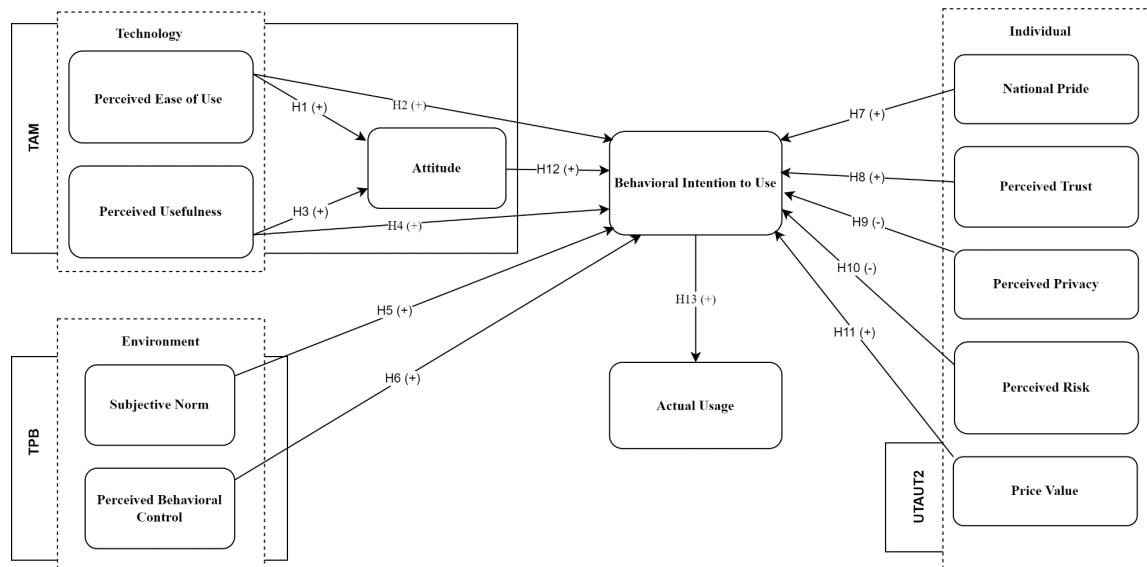 Technology
TAM
Perceived Ease of Use
Perceived Usefulness
H1 (+)
H2 (+)
H3 (+)
H4 (+)
Attitude
H12 (+)
Behavioral Intention to Use
H13 (+)
Actual Usage
Environment
TPB
Subjective Norm
Perceived Behavioral
Control
H5 (+)
H6 (+)
Individual
National Pride
Perceived Trust
Perceived Privacy
Perceived Risk
Price Value
H7 (+)
H8 (+)
H9 (-)
H10 (-)
H11 (+)
UTAUT2